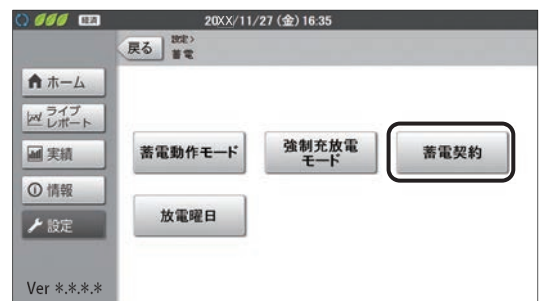 経済
20XX/11/27 (金) 16:35
戻る
設定>
蓄電
ホーム
ライブ
レポート
実績
情報
設定
蓄電動作モード
強制充放電
モード
蓄電契約
放電曜日
Ver *.*.*.*